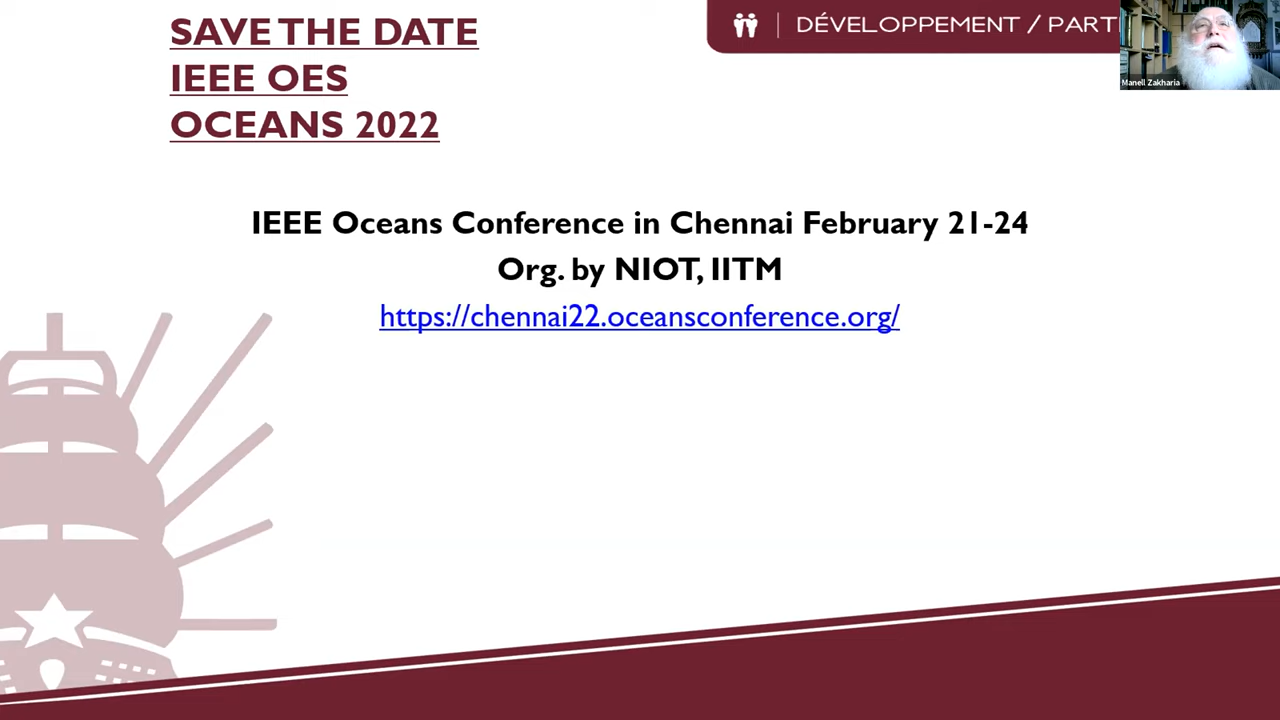 SAVE THE DATE
IEEE OES
OCEANS 2022
DÉVELOPPEMENT / PARTI
Manell Zakharia
IEEE Oceans Conference in Chennai February 21-24
Org. by NIOT, IITM
https://chennai22.oceansconference.org/